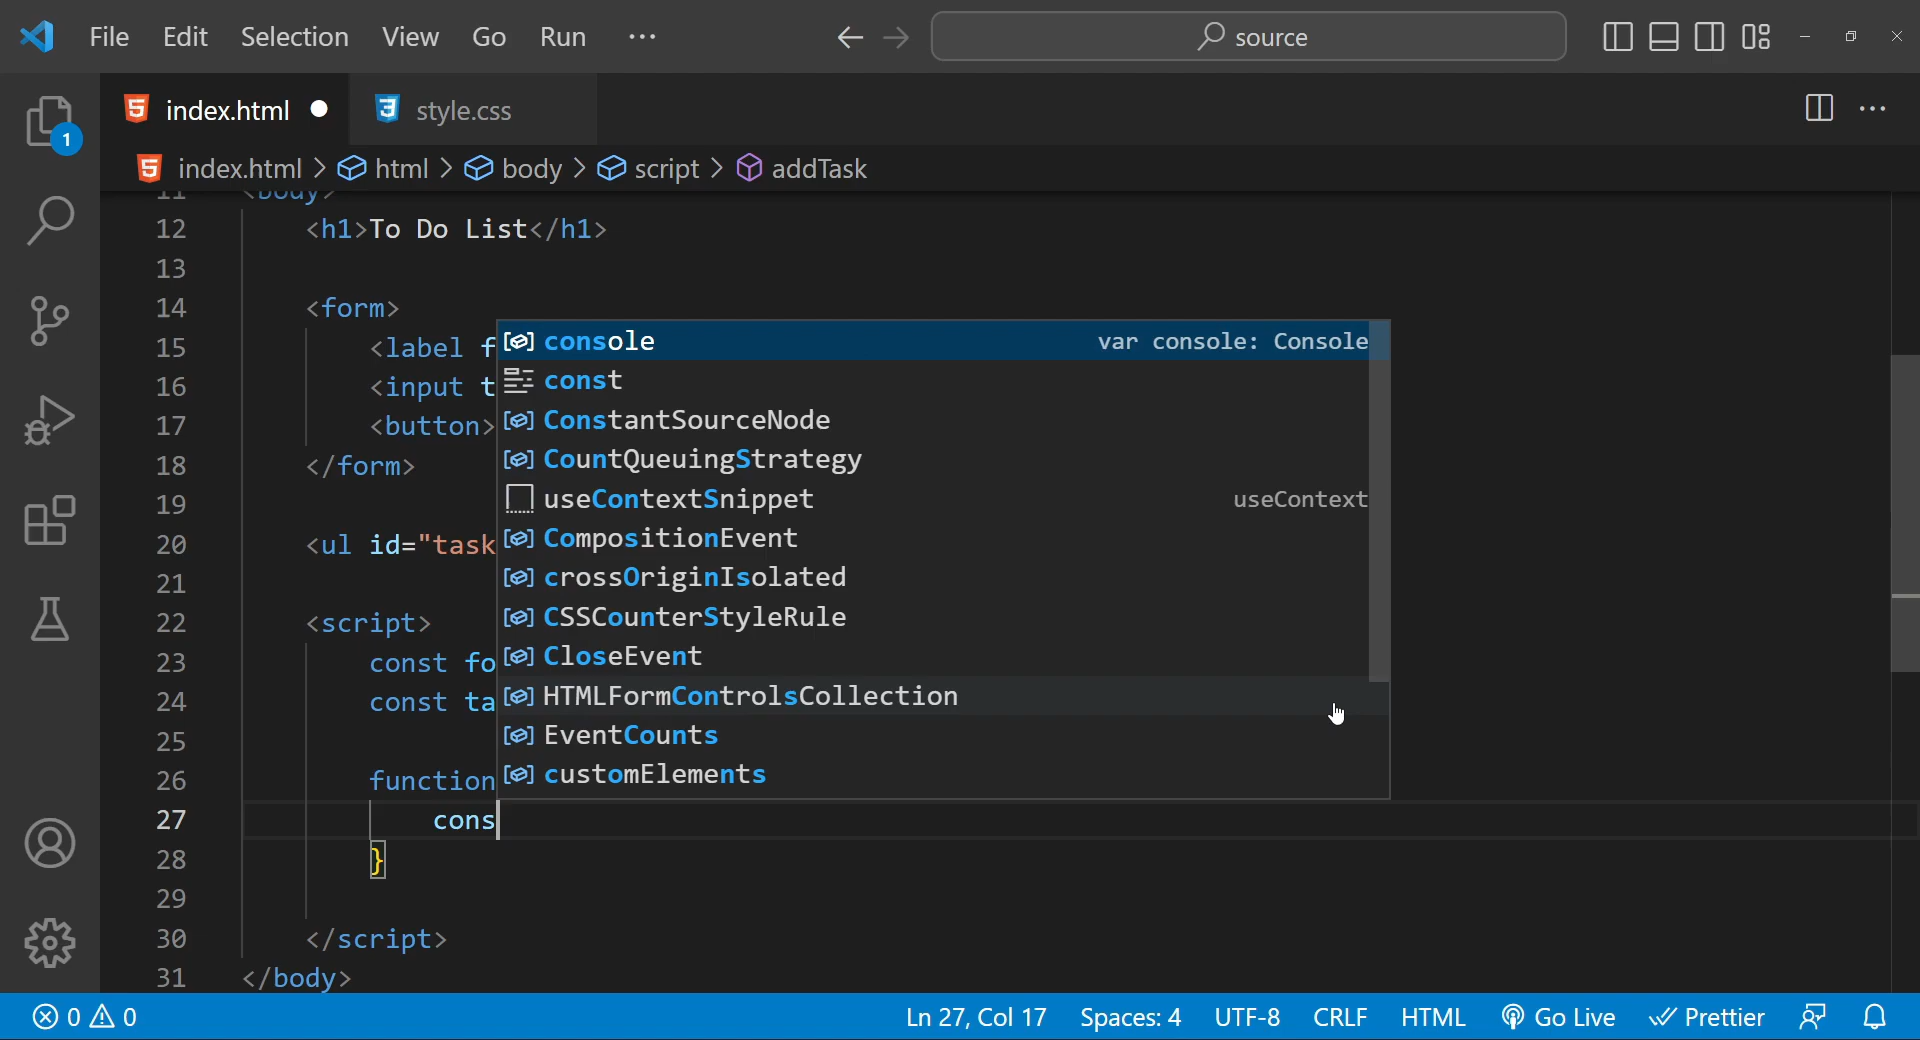 File Edit Selection View Go Run ··· source
index.html style.css
index.html > html > body > script > addTask
11 <body>
12 <h1>To Do List</h1>
13
14 <form>
15 <label f
16 <input t
17 <button>
18 </form>
19
20 <ul id="task
21
22 <script>
23 const fo
24 const ta
25
26 function
27 cons
28 }
29
30 </script>
31 </body>
console var console: Console
const
ConstantSourceNode
CountQueuingStrategy
useContextSnippet useContext
CompositionEvent
crossOriginIsolated
CSSCounterStyleRule
CloseEvent
HTMLFormControlsCollection
EventCounts
customElements
1
0 0 Ln 27, Col 17 Spaces: 4 UTF-8 CRLF HTML Go Live Prettier